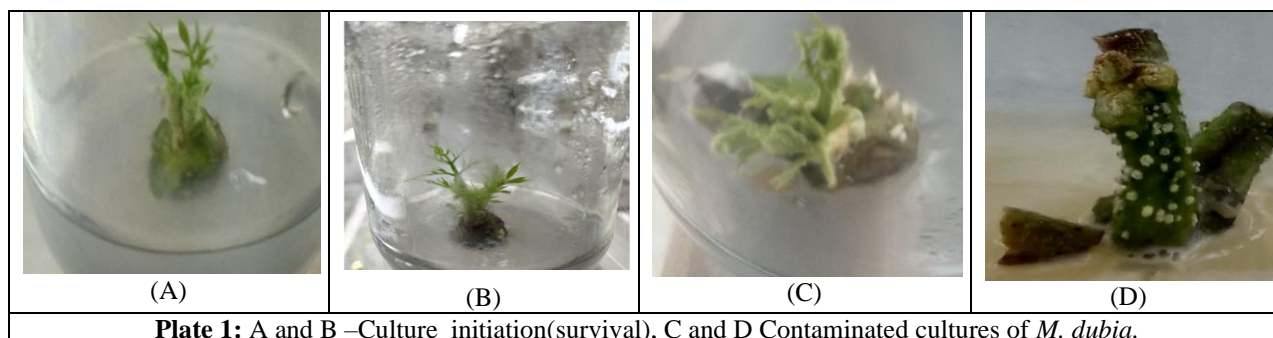 (A)
(B)
(C)
(D)
Plate 1: A and B –Culture initiation(survival), C and D Contaminated cultures of M. dubia.